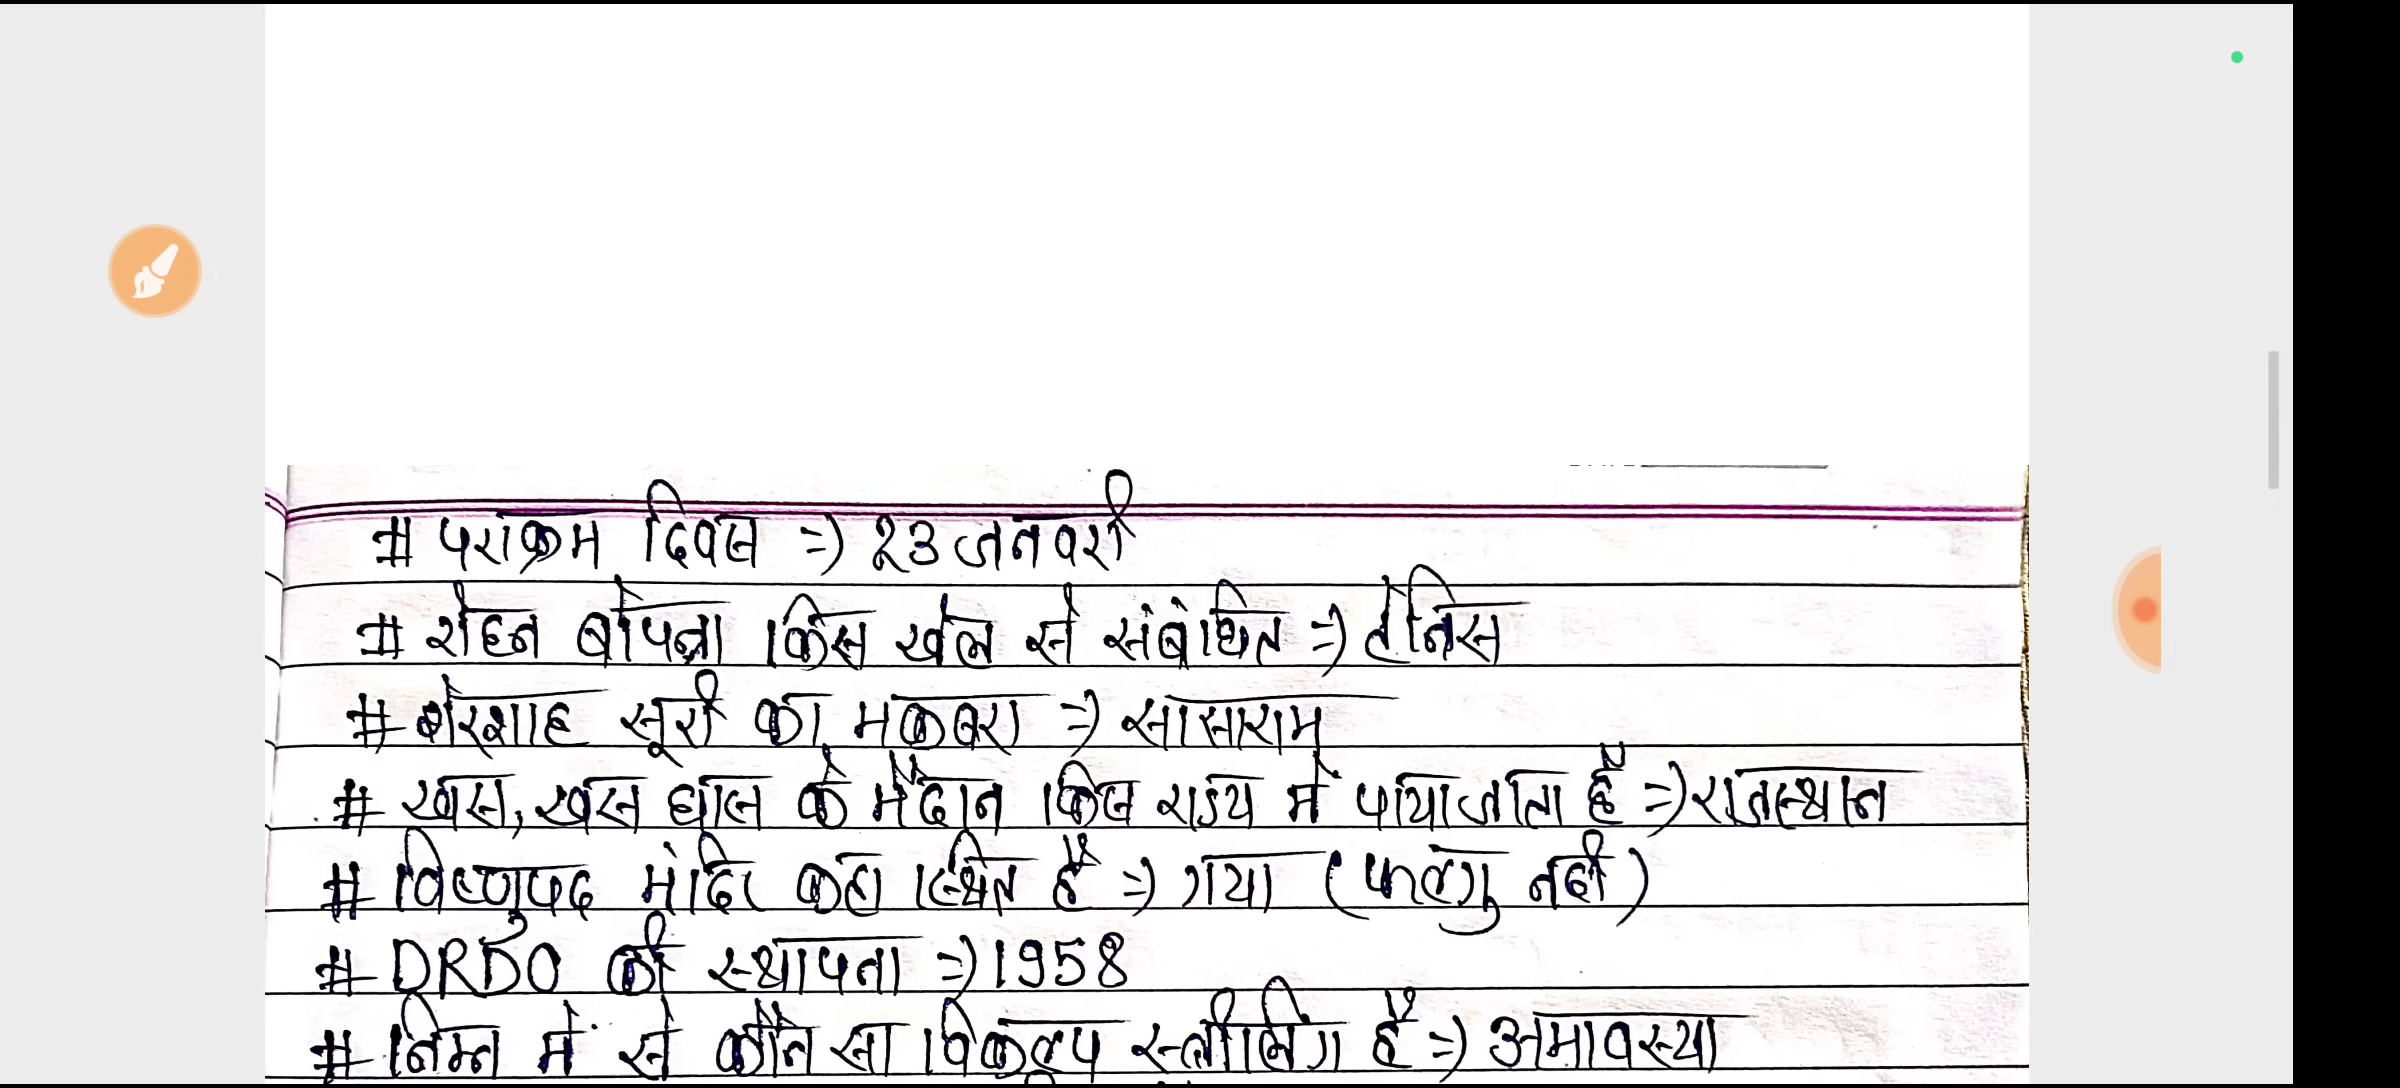 # पराक्रम दिवस => 23 जनवरी
# रोहन बोपन्ना किस खेल से संबंधित => टेनिस
# शेरशाह सूरी का मकबरा => सासाराम
# खस, खस घास के मैदान किस राज्य में पाया जाता है => राजस्थान
# विष्णुपद मंदिर कहा स्थित है => गया (फल्गु नदी)
# DRDO की स्थापना => 1958
# निम्न में से कौन सा विकल्प स्त्रीलिंग है => अमावस्या